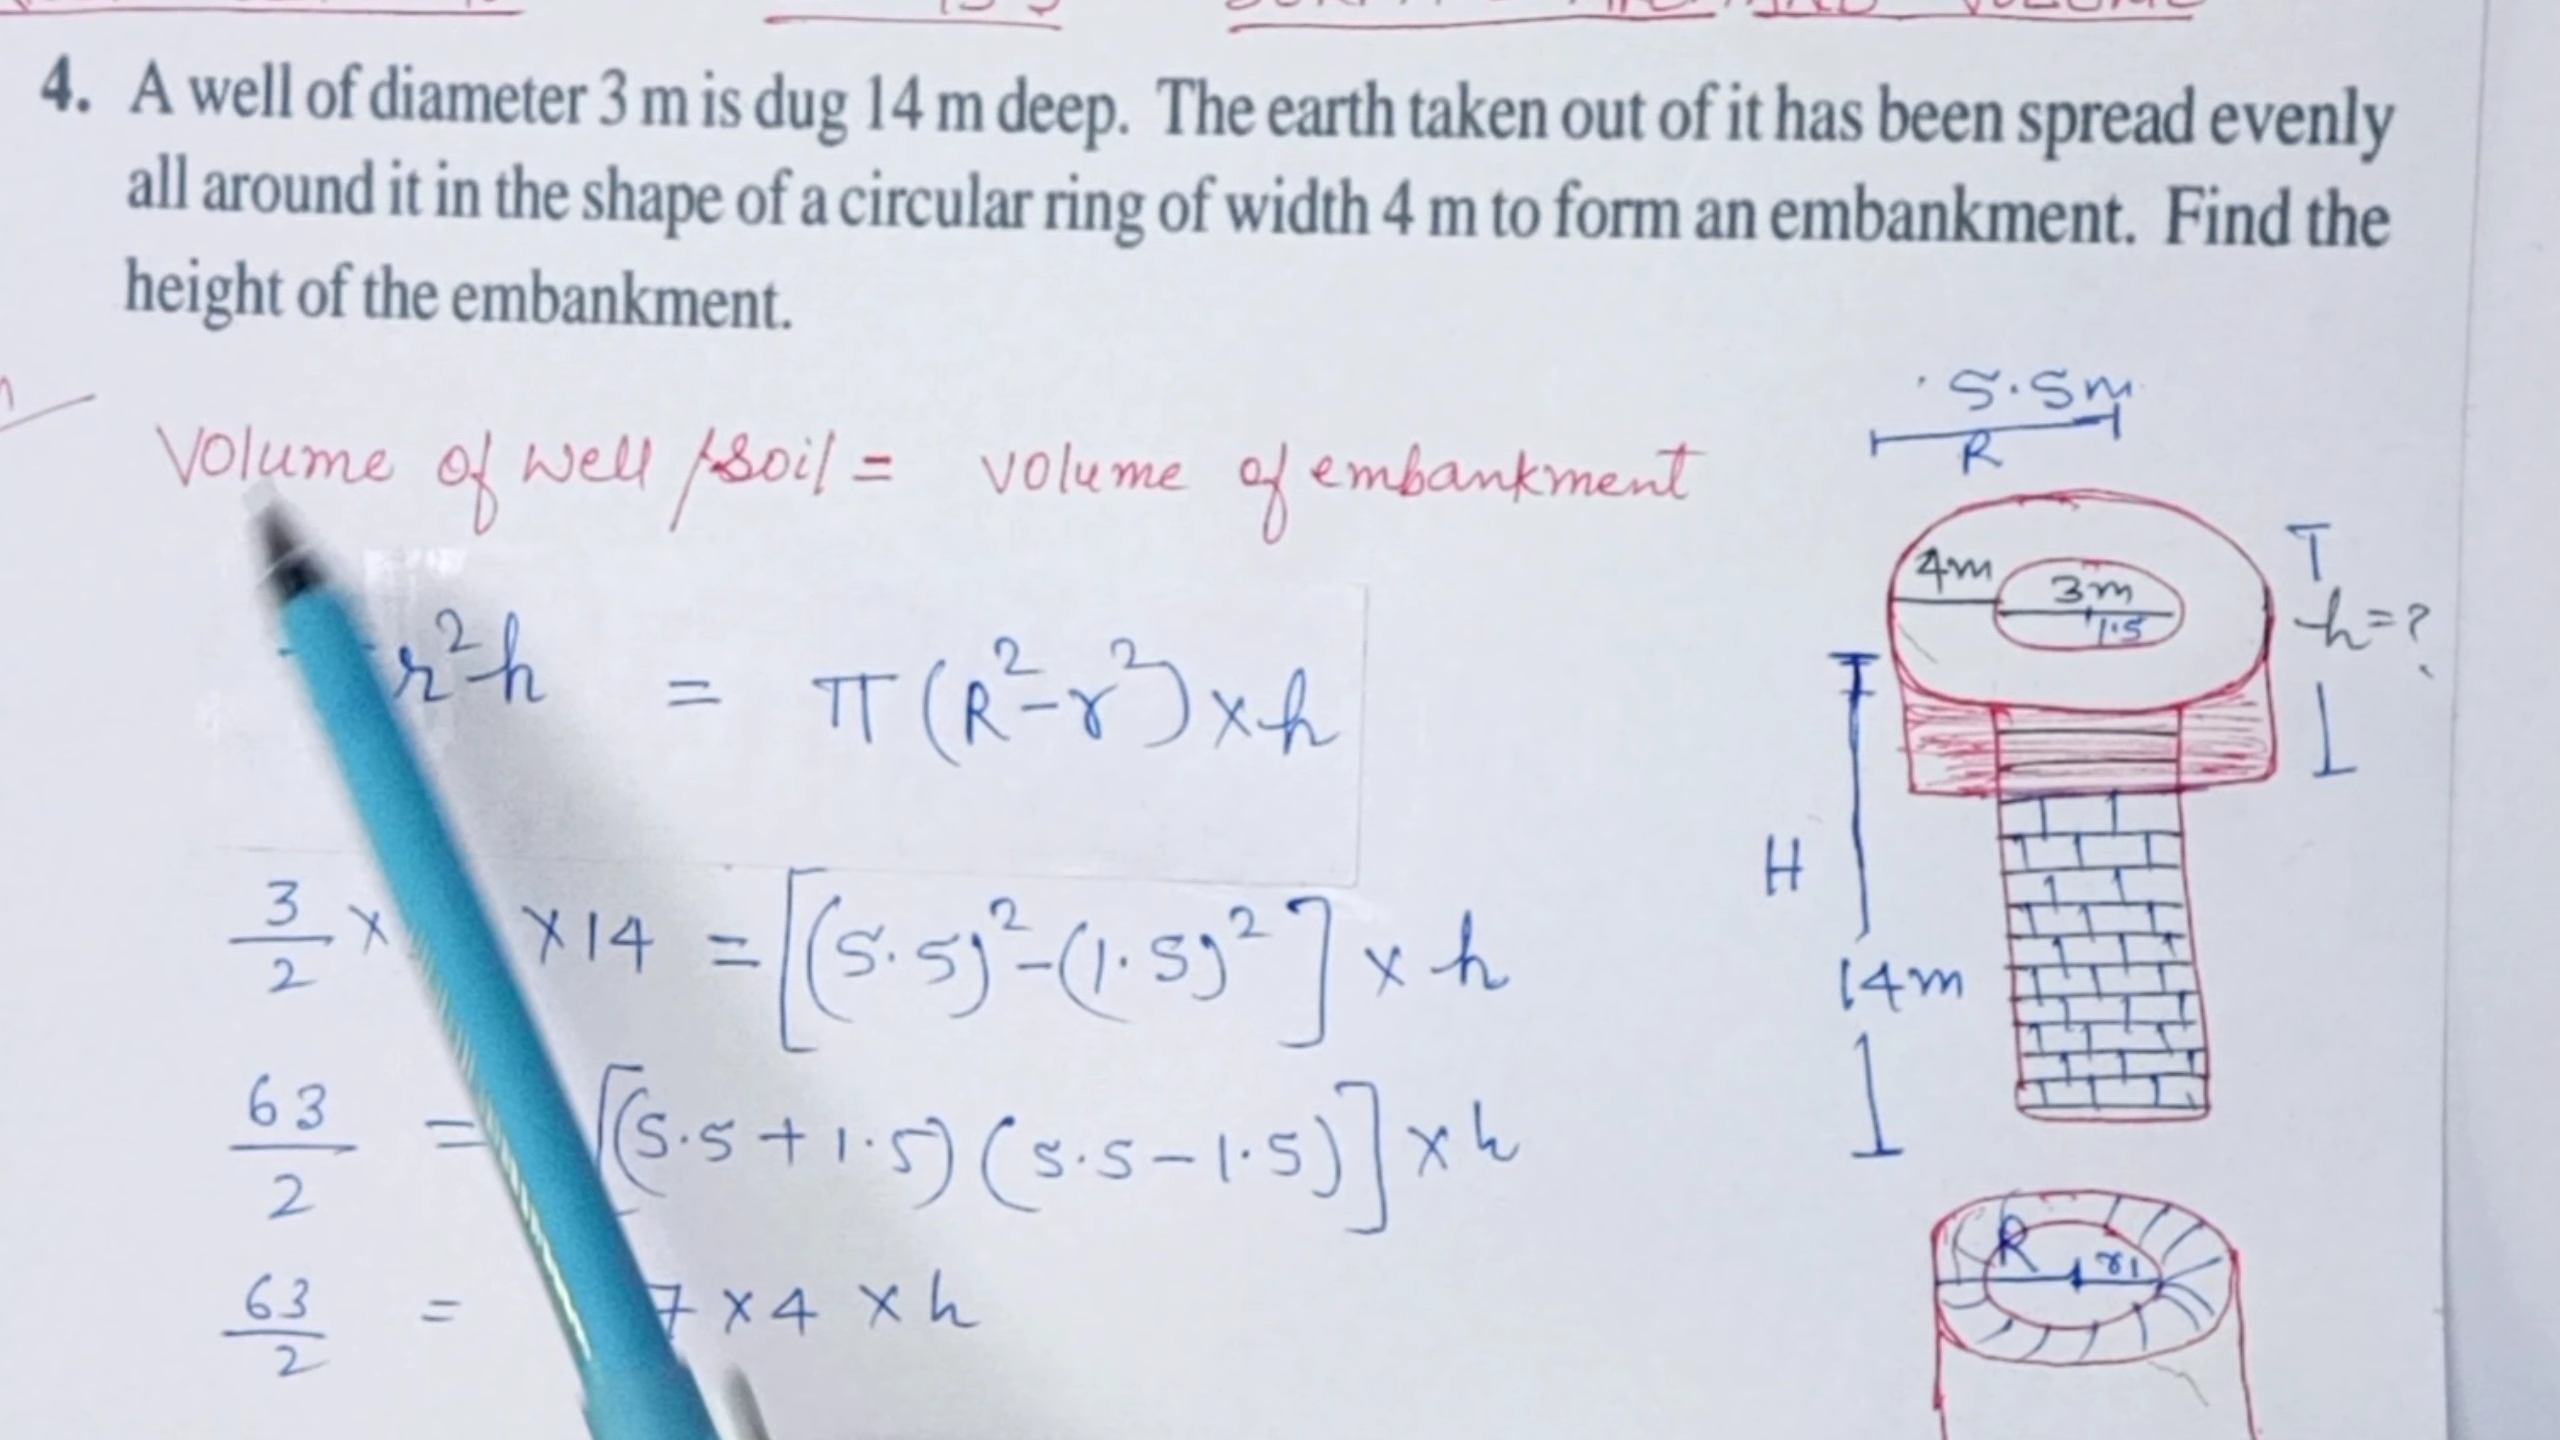 4. A well of diameter 3 m is dug 14 m deep. The earth taken out of it has been spread evenly
all around it in the shape of a circular ring of width 4 m to form an embankment. Find the
height of the embankment.
Volume of well / soil = volume of embankment
r²h = π (R²-r²) x h
3/2 x x 14 = [(5.5)² - (1.5)²] x h
63/2 = [(5.5 + 1.5) (5.5 - 1.5)] x h
63/2 = 7 x 4 x h
5.5m
R
4m
3m
1.5
h = ?
H
14m
R
r1